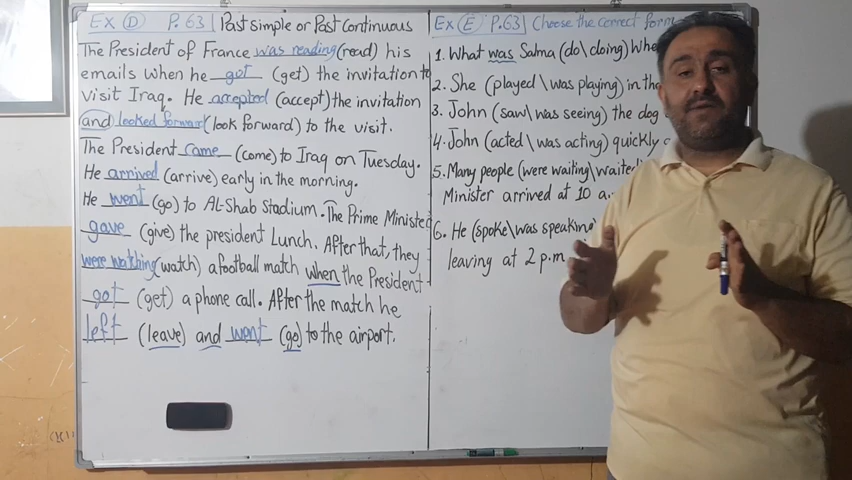 Ex D P.63 Past simple or Past Continuous
The President of France was reading (read) his
emails when he got (get) the invitation to
visit Iraq. He accepted (accept) the invitation
and looked forward (look forward) to the visit.
The President came (come) to Iraq on Tuesday.
He arrived (arrive) early in the morning.
He went (go) to AL-Shab Stadium. The Prime Minister
gave (give) the president Lunch. After that, they
were watching (watch) a football match when the President
got (get) a phone call. After the match he
left (leave) and went (go) to the airport.
Ex E P.63 Choose the correct form
1. What was Salma (do\doing) Whe
2. She (played\was playing) in the
3. John (saw\was seeing) the dog
4. John (acted\was acting) quickly
5. Many people (were waiting\waited
Minister arrived at 10 a.
6. He (spoke\was speaking
leaving at 2 p.m